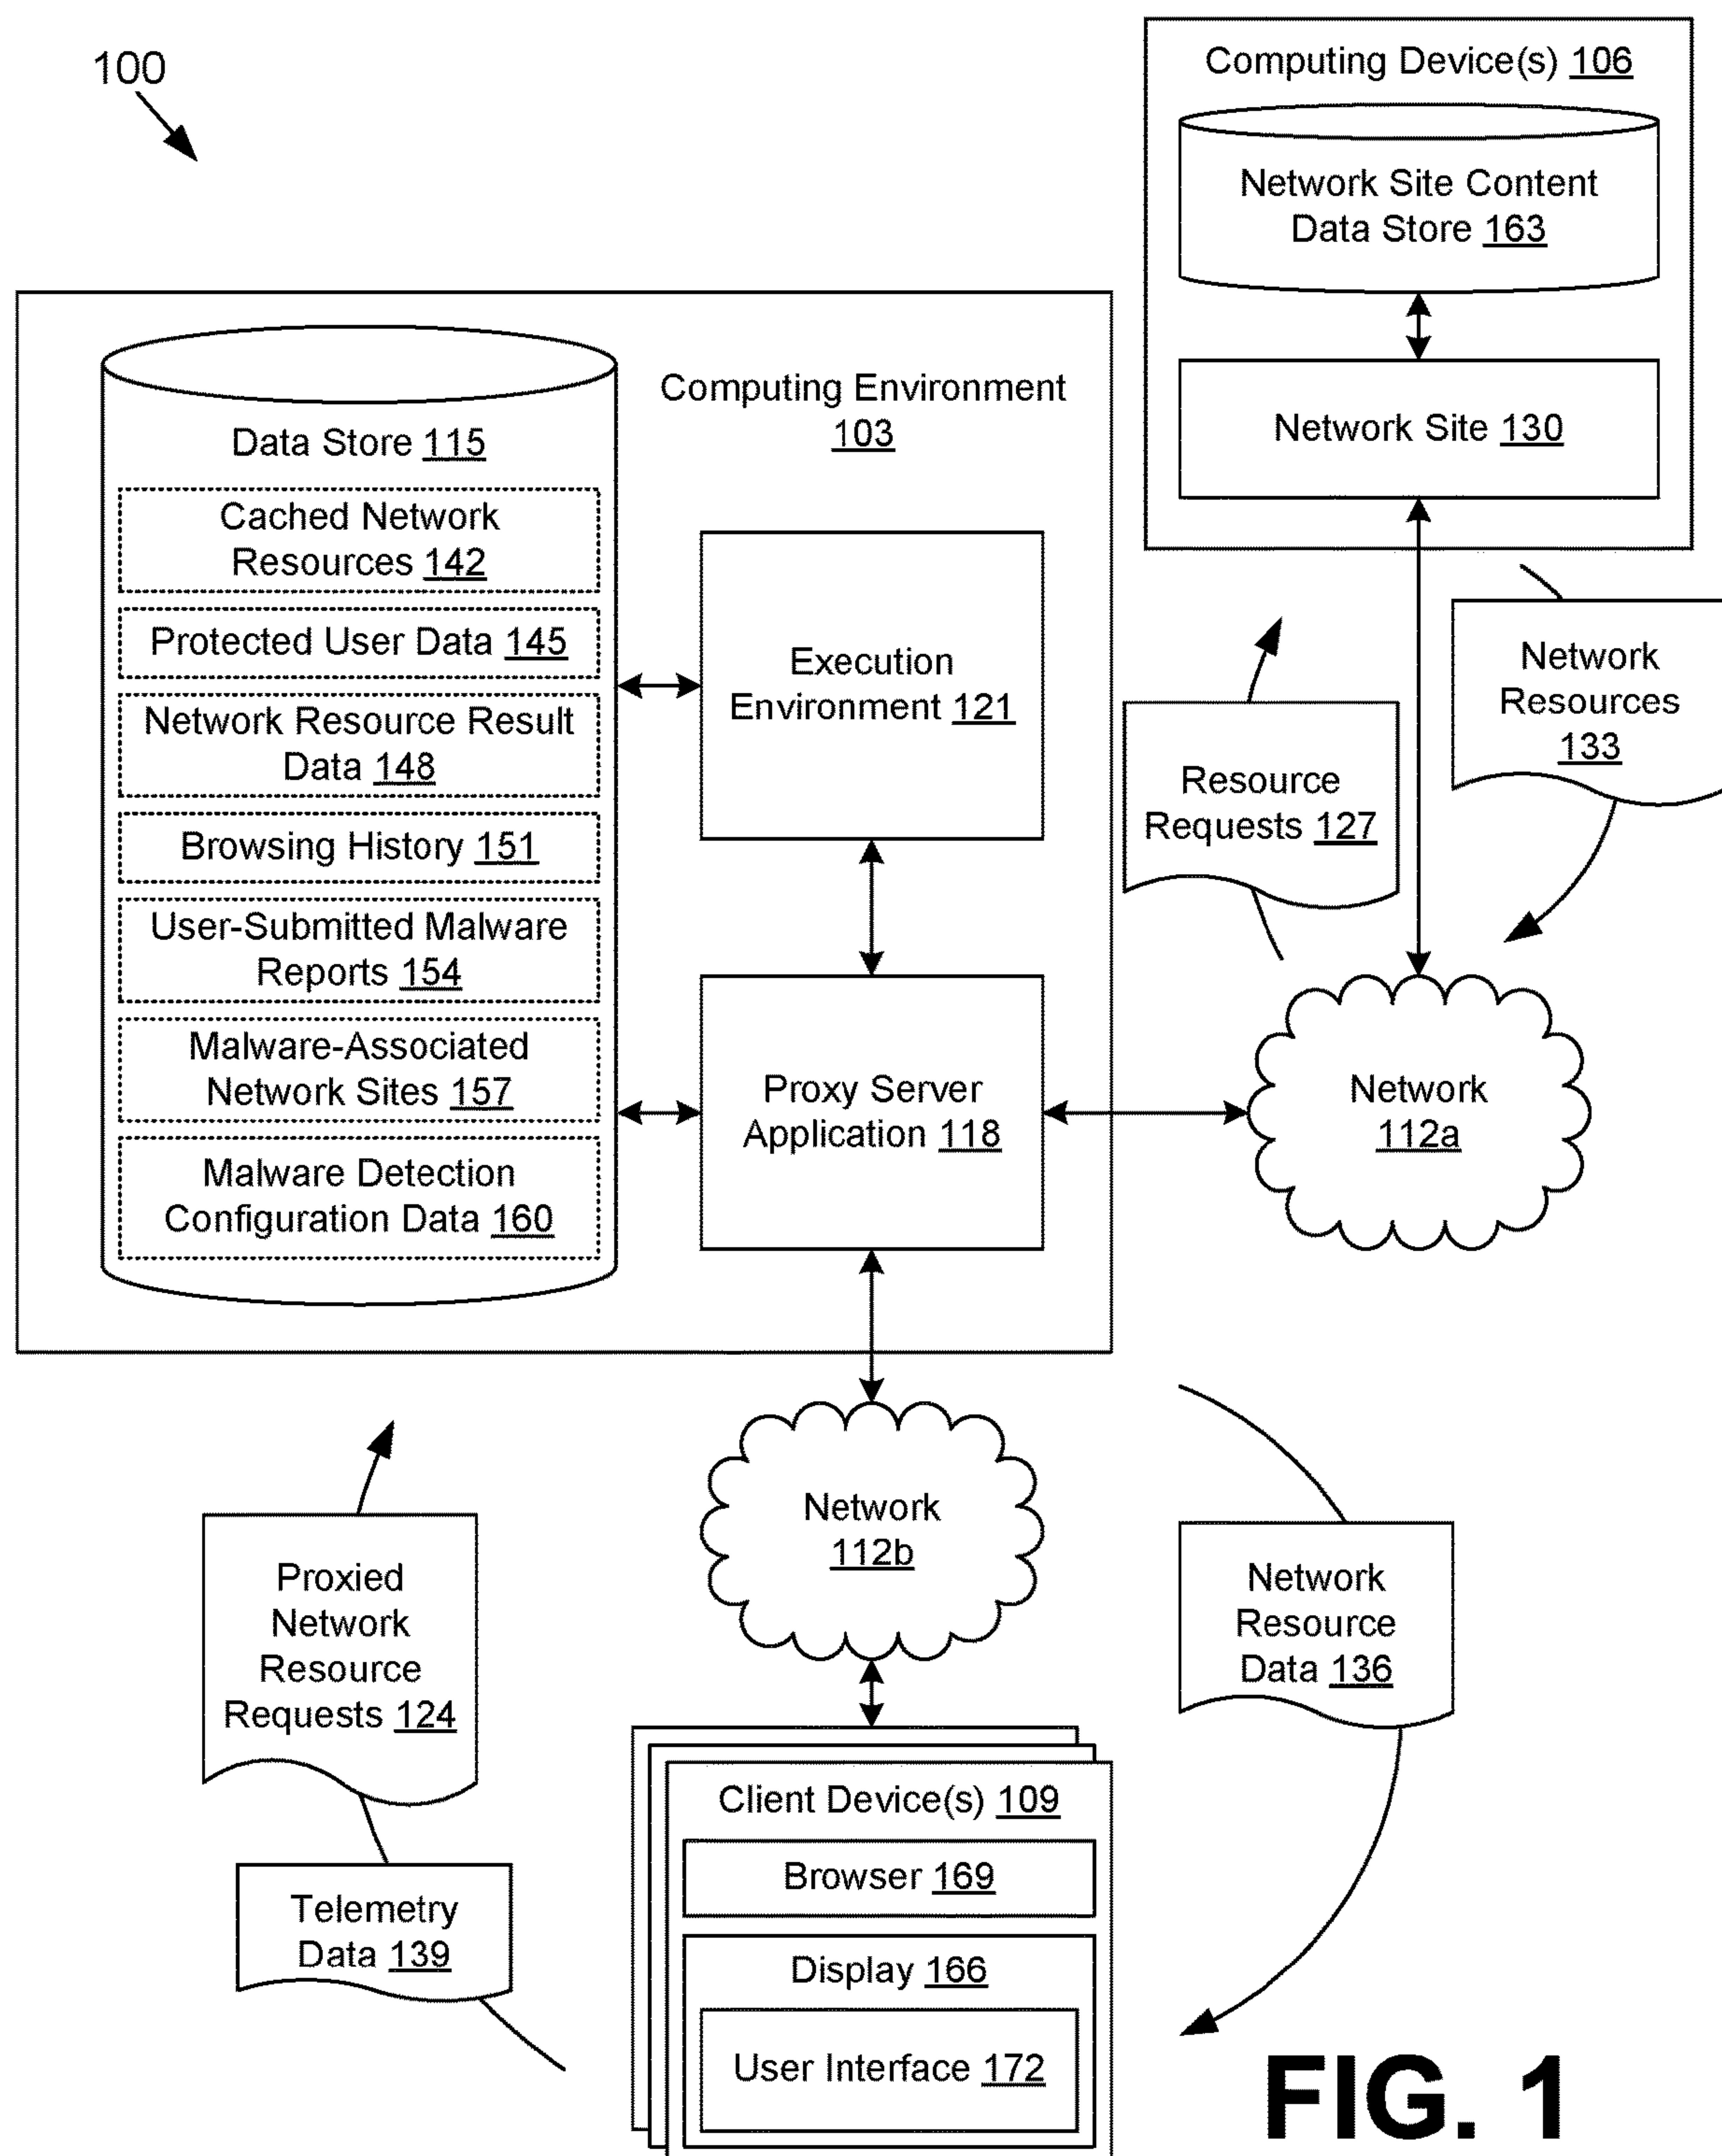 100
Computing Device(s) 106
Network Site Content
Data Store 163
Network Site 130
Computing Environment
103
Data Store 115
Cached Network
Resources 142
Protected User Data 145
Network Resource Result
Data 148
Browsing History 151
User-Submitted Malware
Reports 154
Malware-Associated
Network Sites 157
Malware Detection
Configuration Data 160
Execution
Environment 121
Proxy Server
Application 118
Resource
Requests 127
Network
Resources
133
Network
112a
Network
112b
Proxied
Network
Resource
Requests 124
Telemetry
Data 139
Network
Resource
Data 136
Client Device(s) 109
Browser 169
Display 166
User Interface 172
FIG. 1